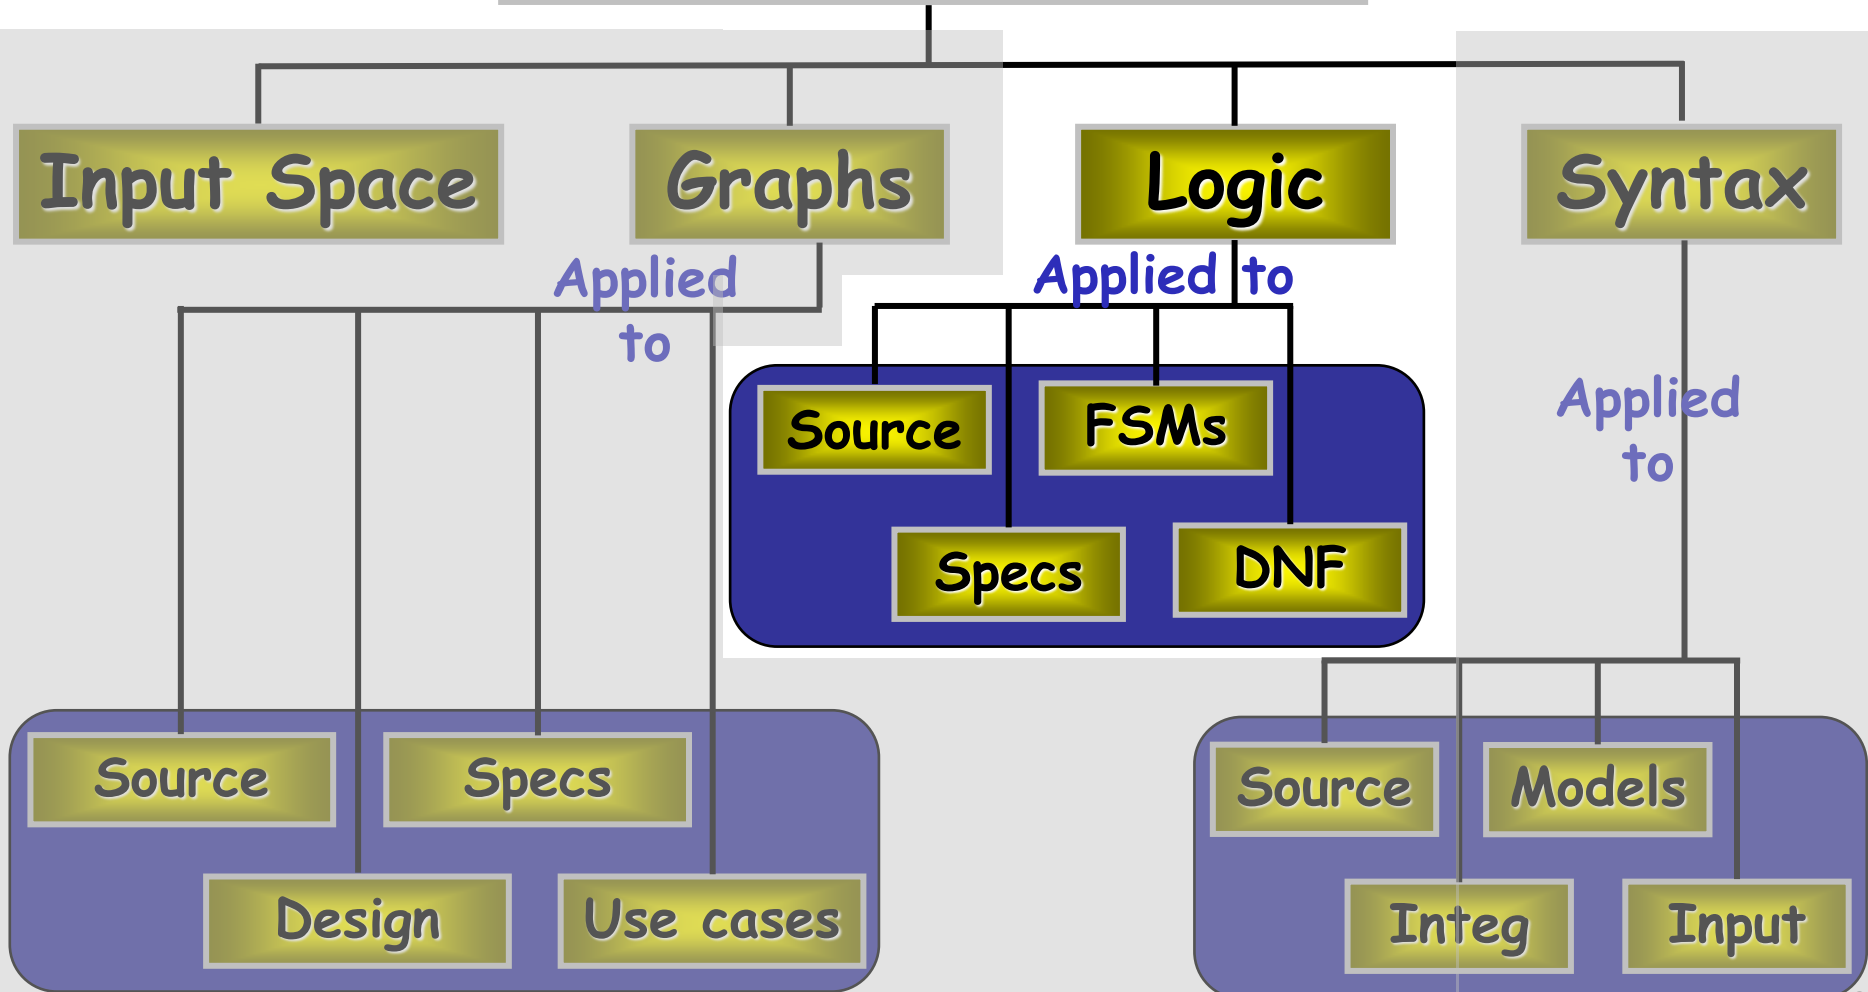 Input Space
Graphs
Logic
Syntax
Applied
to
Applied to
Applied
to
Source
FSMs
Specs
DNF
Source
Specs
Design
Use cases
Source
Models
Integ
Input